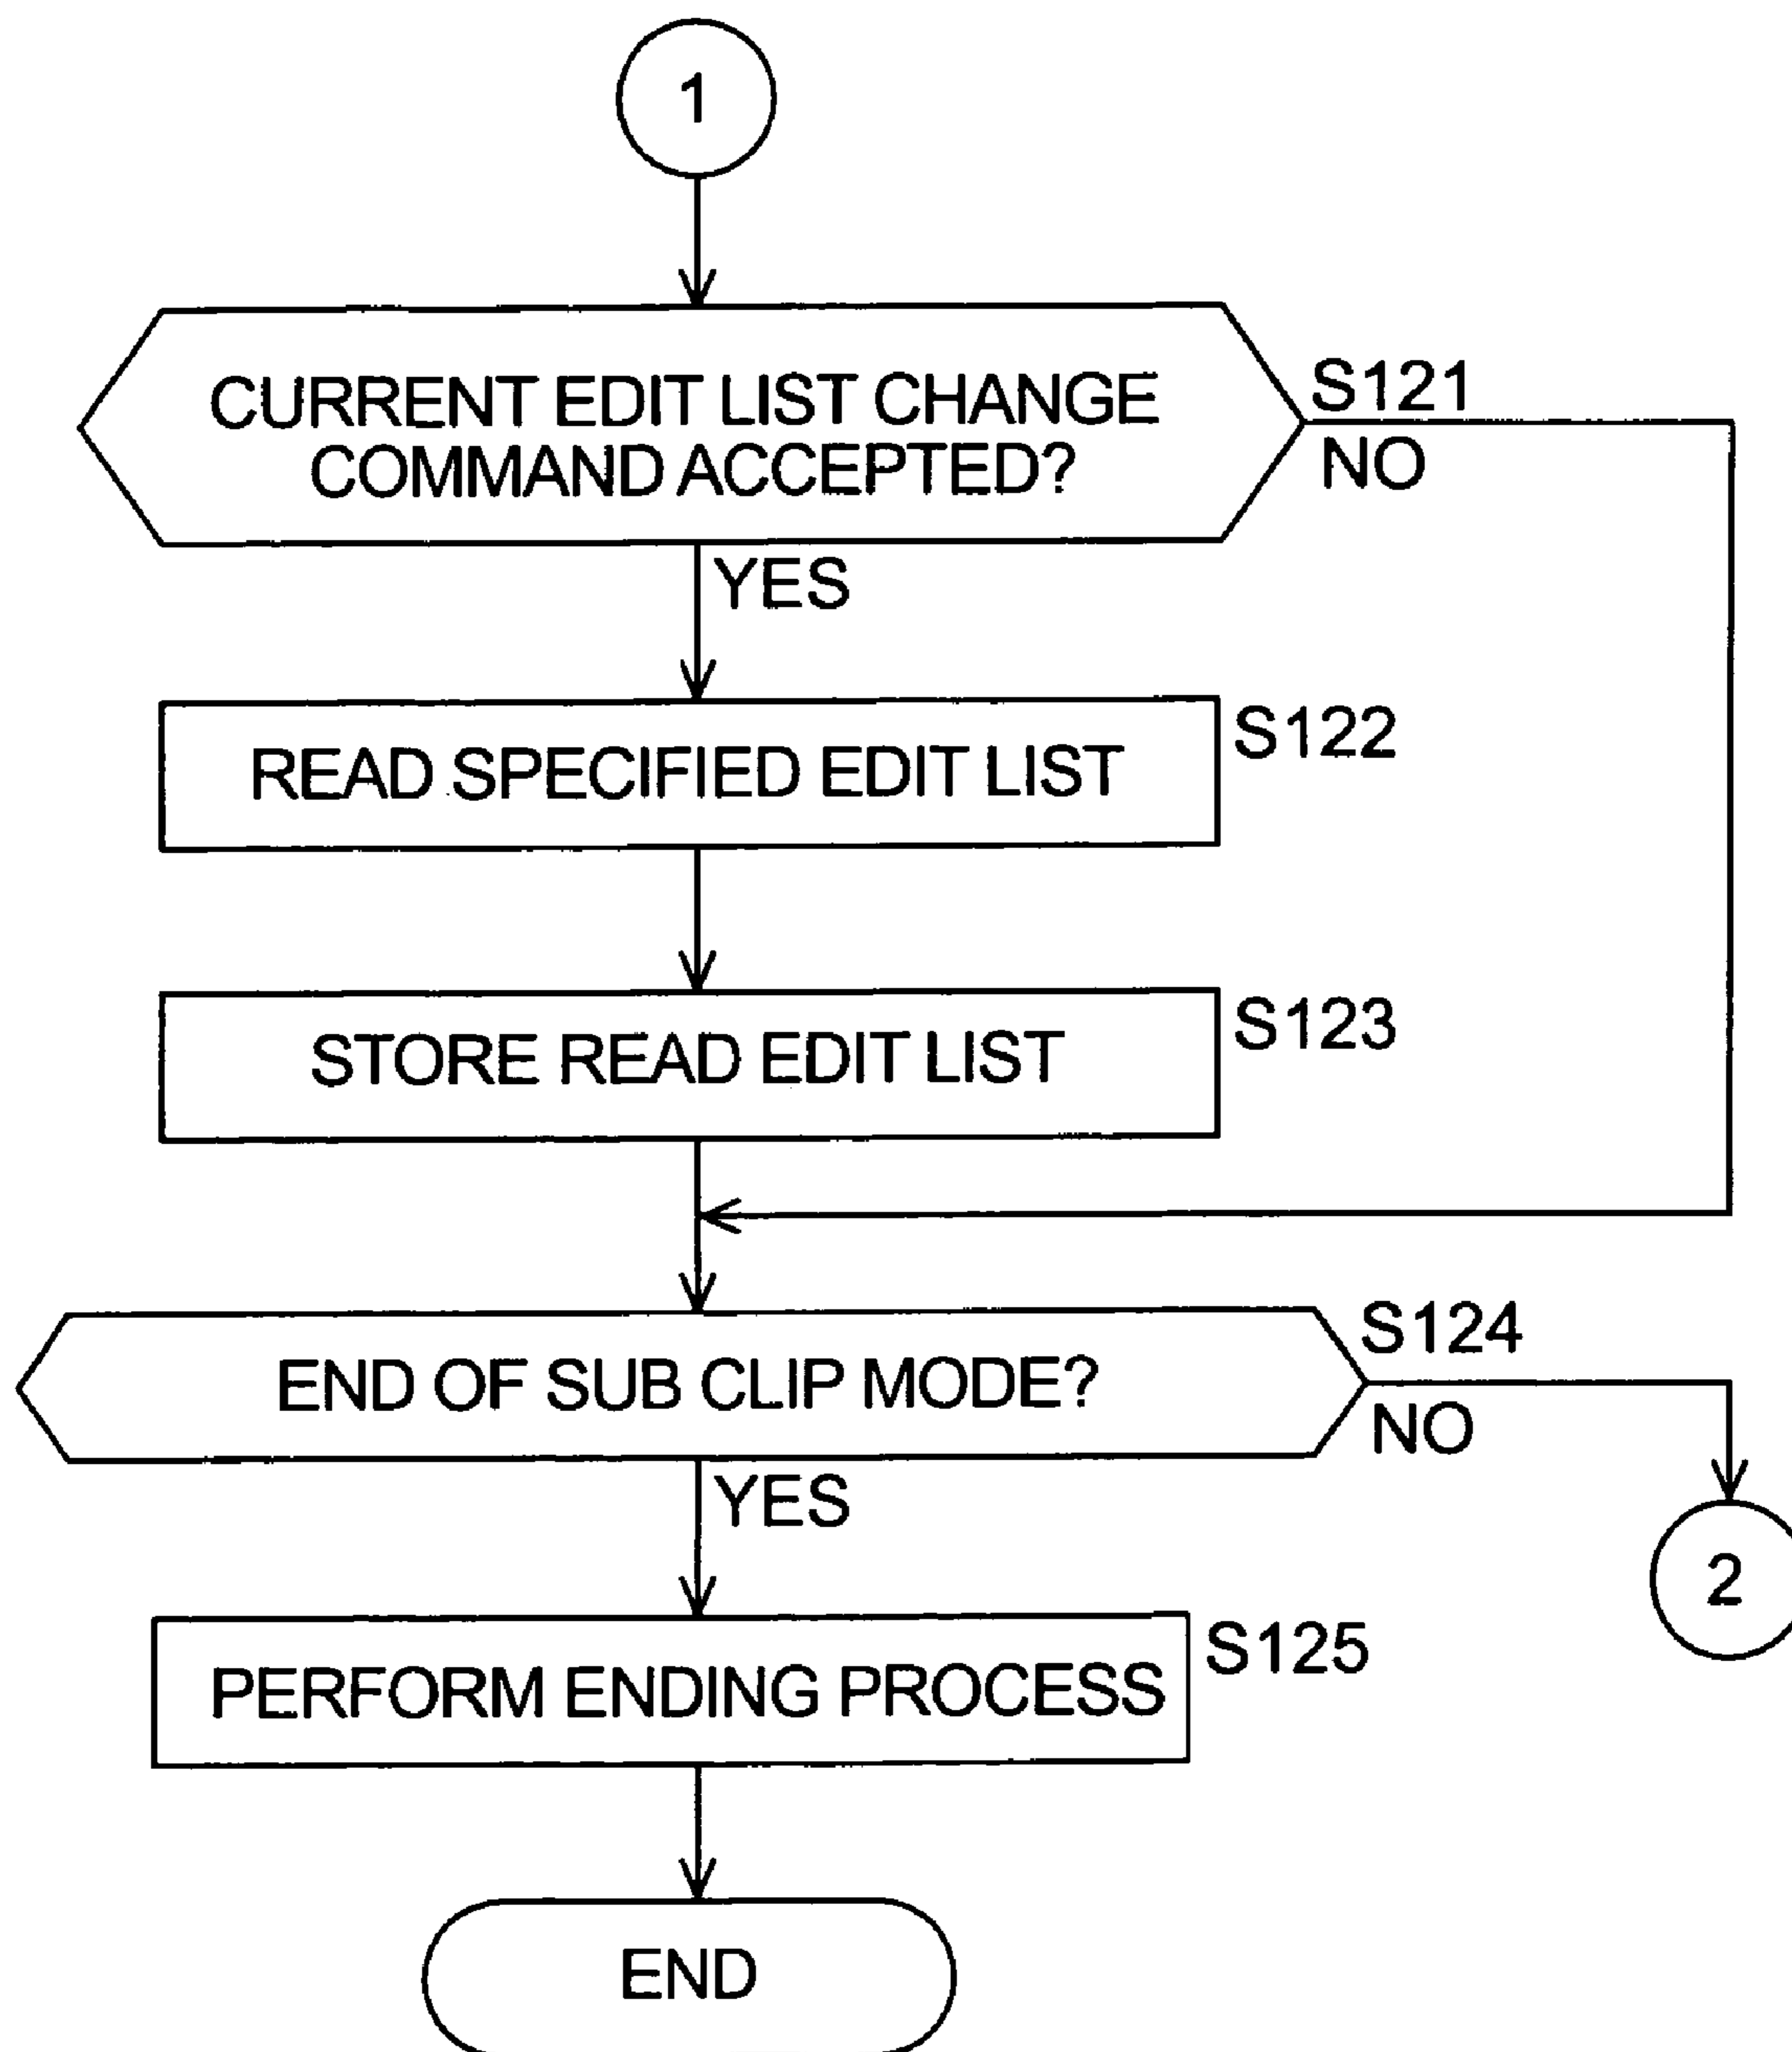 1
CURRENT EDIT LIST CHANGE
COMMAND ACCEPTED?
S121
NO
YES
READ SPECIFIED EDIT LIST
S122
STORE READ EDIT LIST
S123
END OF SUB CLIP MODE?
S124
NO
YES
2
PERFORM ENDING PROCESS
S125
END